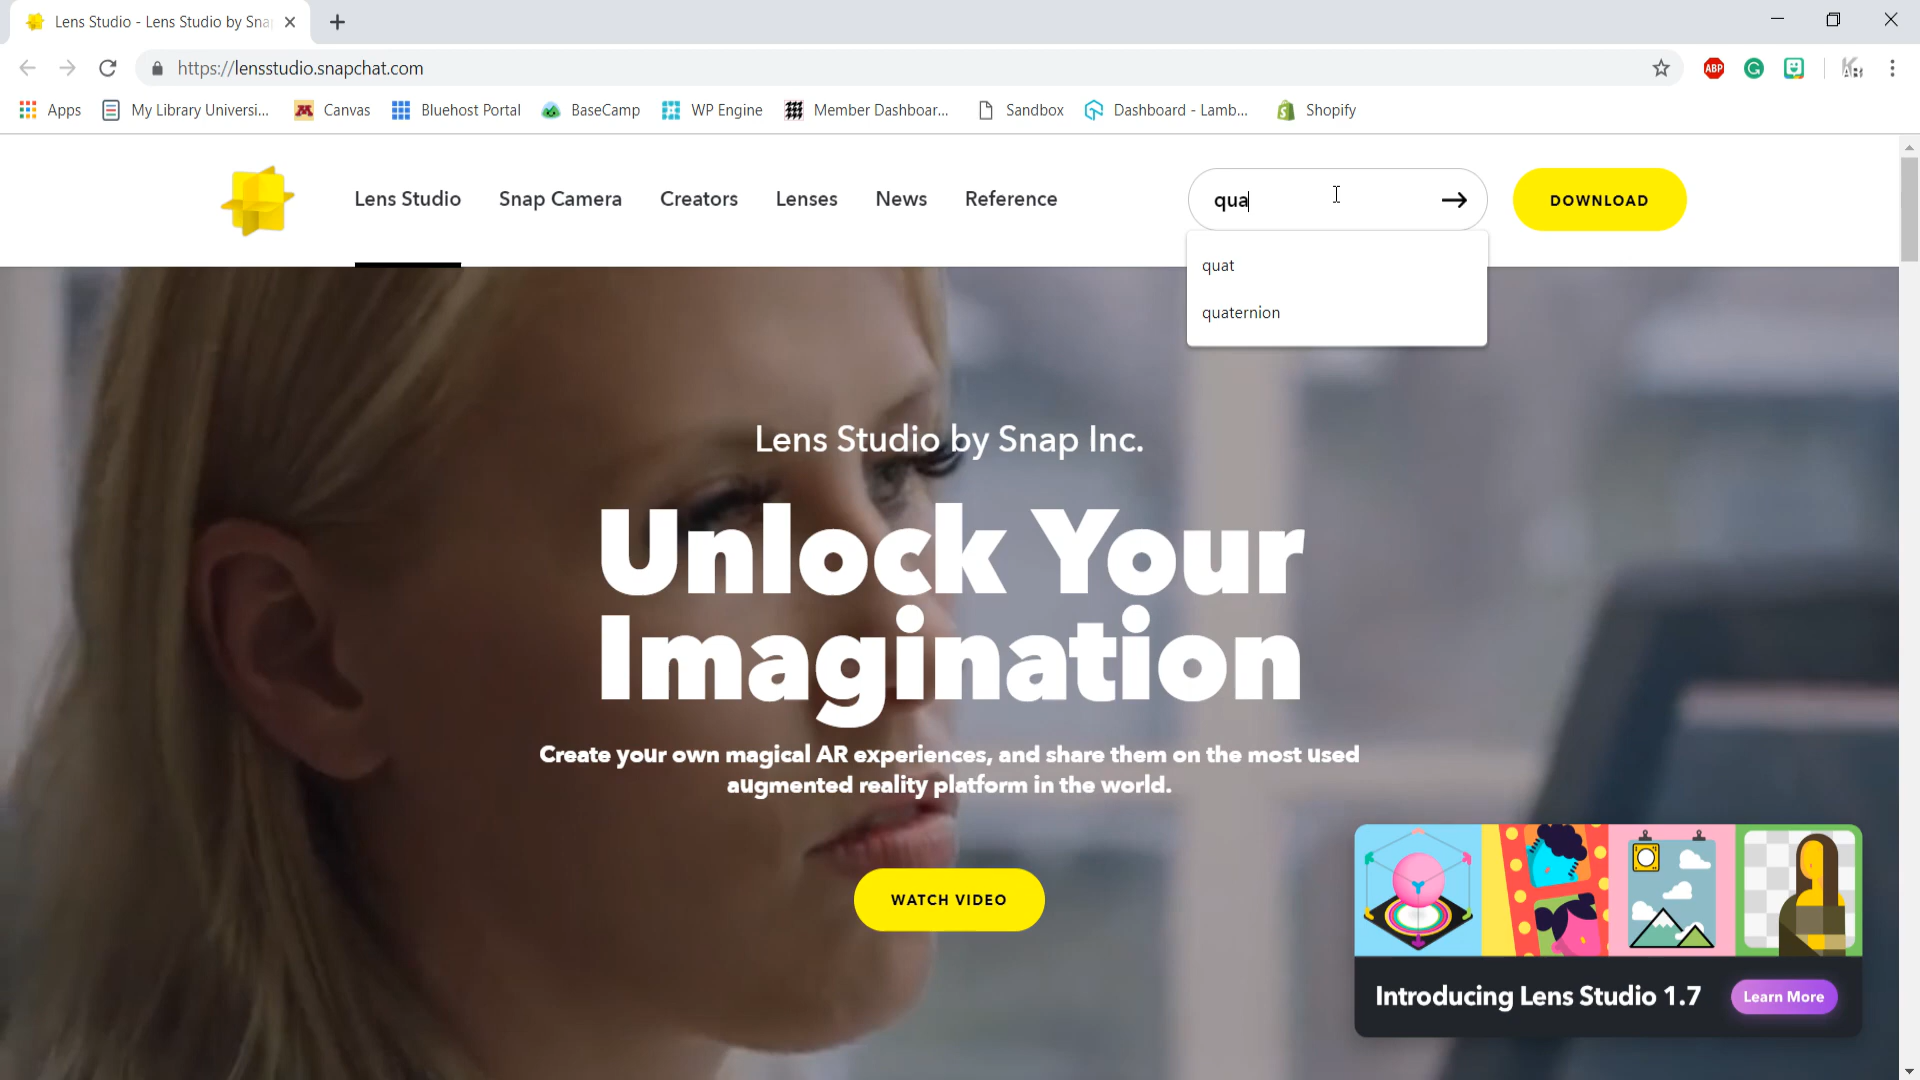 Lens Studio - Lens Studio by Sna
https://lensstudio.snapchat.com
ABP
Apps
My Library Universi...
Canvas
Bluehost Portal
BaseCamp
WP Engine
Member Dashboar...
Sandbox
Dashboard - Lamb...
Shopify
Lens Studio
Snap Camera
Creators
Lenses
News
Reference
qua
DOWNLOAD
quat
quaternion
Lens Studio by Snap Inc.
Unlock Your
Imagination
Create your own magical AR experiences, and share them on the most used
augmented reality platform in the world.
WATCH VIDEO
Introducing Lens Studio 1.7
Learn More